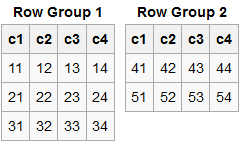 Row Group 1
c1 c2 c3 c4
11 12 13 14
21 22 23 24
31 32 33 34
Row Group 2
c1 c2 c3 c4
41 42 43 44
51 52 53 54